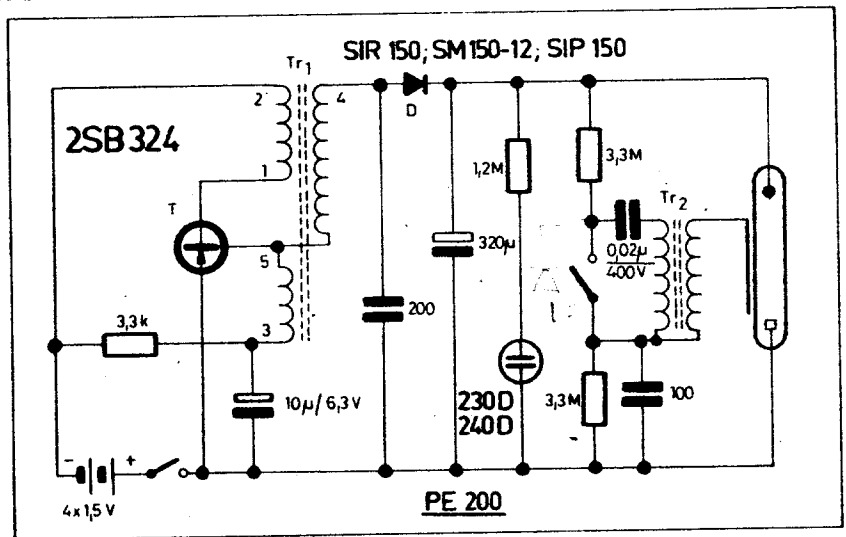 SIR 150; SM150-12; SIP 150
Tr1
2
4
D
2SB324
1,2M
3,3M
1
Tr2
T
0,02µ
400V
5
320µ
200
3,3k
3
10µ/6,3V
230D
240D
3,3M
100
- +
4x1,5V
PE 200